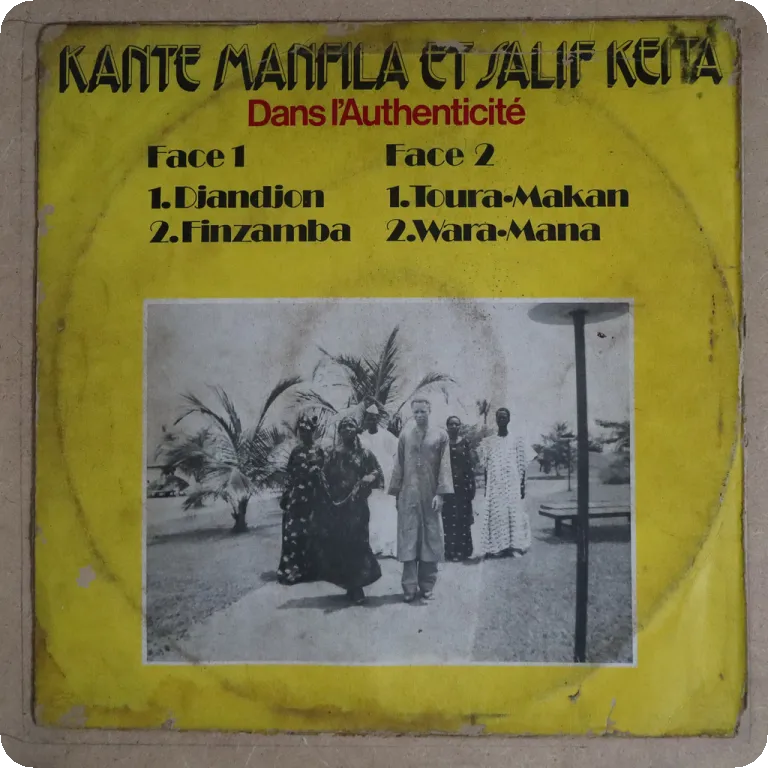 KANTE MANFILA ET SALIF KEITA
Dans l'Authenticité
Face 1
1.Djandjon
2.Finzamba
Face 2
1.Toura-Makan
2.Wara-Mana